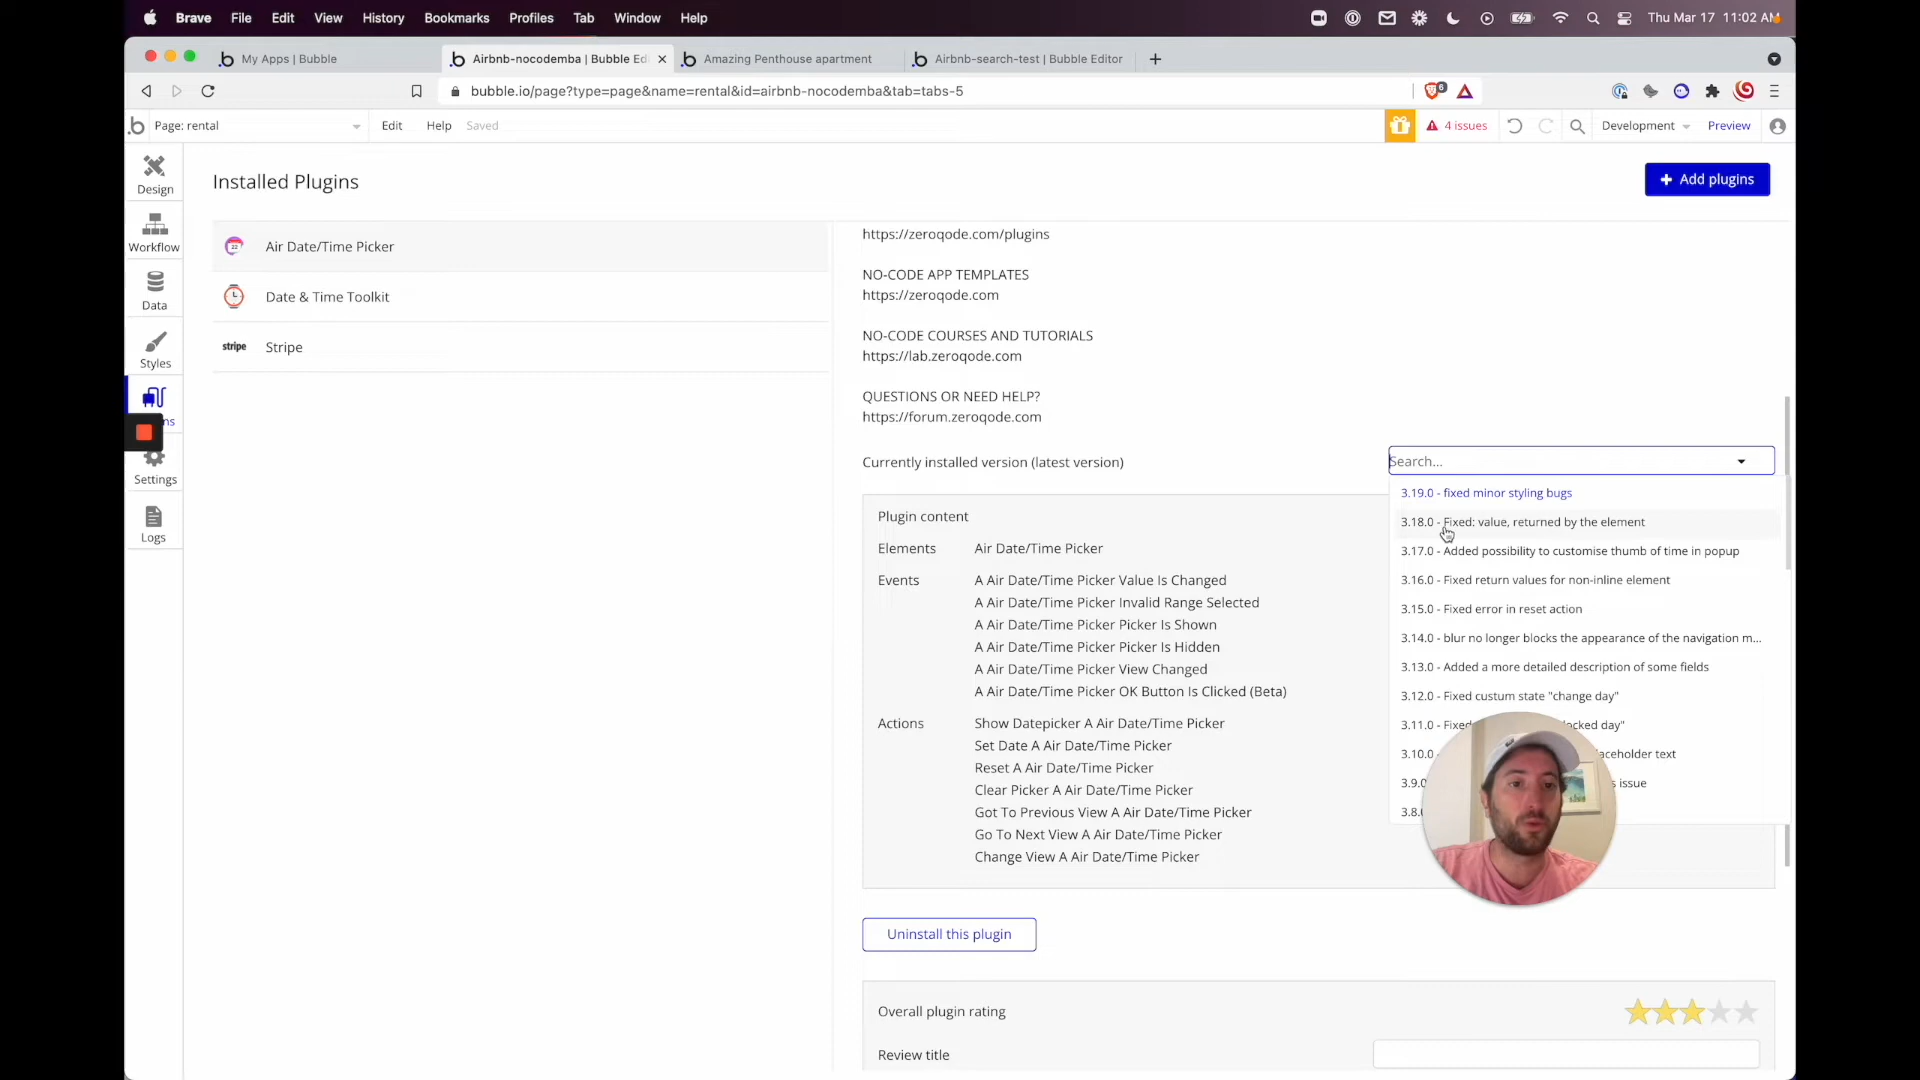 Brave File Edit View History Bookmarks Profiles Tab Window Help
Thu Mar 17 11:02 AM
My Apps | Bubble
Airbnb-nocodemba | Bubble Ed
Amazing Penthouse apartment
Airbnb-search-test | Bubble Editor
bubble.io/page?type=page&name=rental&id=airbnb-nocodemba&tab=tabs-5
Page: rental
Edit
Help
Saved
4 issues
Development
Preview
Design
Workflow
Data
Styles
ns
Settings
Logs
Installed Plugins
Add plugins
22
Air Date/Time Picker
Date & Time Toolkit
stripe
Stripe
https://zeroqode.com/plugins
NO-CODE APP TEMPLATES
https://zeroqode.com
NO-CODE COURSES AND TUTORIALS
https://lab.zeroqode.com
QUESTIONS OR NEED HELP?
https://forum.zeroqode.com
Currently installed version (latest version)
Search...
3.19.0 - fixed minor styling bugs
3.18.0 - Fixed: value, returned by the element
3.17.0 - Added possibility to customise thumb of time in popup
3.16.0 - Fixed return values for non-inline element
3.15.0 - Fixed error in reset action
3.14.0 - blur no longer blocks the appearance of the navigation m...
3.13.0 - Added a more detailed description of some fields
3.12.0 - Fixed custum state "change day"
3.11.0 - Fixed locked day"
3.10.0 - aceholder text
3.9.0 issue
3.8.
Plugin content
Elements
Air Date/Time Picker
Events
A Air Date/Time Picker Value Is Changed
A Air Date/Time Picker Invalid Range Selected
A Air Date/Time Picker Picker Is Shown
A Air Date/Time Picker Picker Is Hidden
A Air Date/Time Picker View Changed
A Air Date/Time Picker OK Button Is Clicked (Beta)
Actions
Show Datepicker A Air Date/Time Picker
Set Date A Air Date/Time Picker
Reset A Air Date/Time Picker
Clear Picker A Air Date/Time Picker
Got To Previous View A Air Date/Time Picker
Go To Next View A Air Date/Time Picker
Change View A Air Date/Time Picker
Uninstall this plugin
Overall plugin rating
Review title